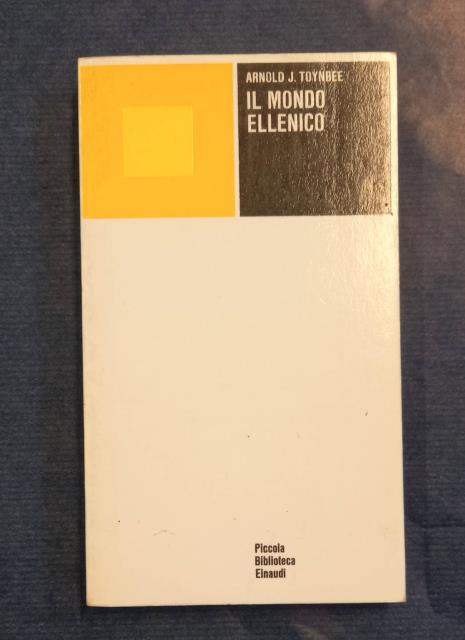 ARNOLD J. TOYNBEE
IL MONDO
ELLENICO
Piccola
Biblioteca
Einaudi